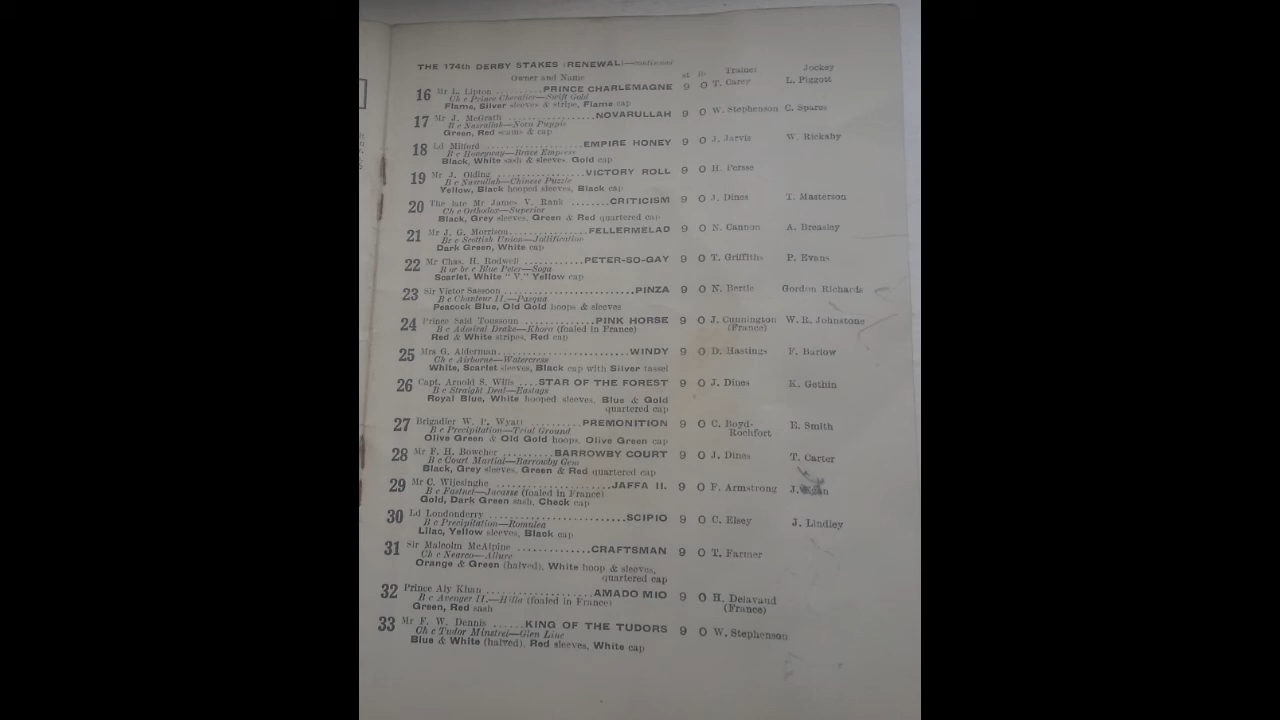 THE 174th DERBY STAKES (RENEWAL)—continued
Owner and Name st lb Trainer Jockey
16 Mr L. Lipton .......... PRINCE CHARLEMAGNE 9 0 T. Carey L. Piggott
Ch c Prince Chevalier—Swift Gold
Flame, Silver sleeves & stripe, Flame cap
17 Mr J. McGrath ................ NOVARULLAH 9 0 W. Stephenson C. Spares
B c Nasrullah—Nora Puppis
Green, Red seams & cap
18 Ld Milford .................... EMPIRE HONEY 9 0 J. Jarvis W. Rickaby
B c Honeyway—Brave Empress
Black, White sash & sleeves, Gold cap
19 Mr J. Olding ................... VICTORY ROLL 9 0 H. Persse
B c Nasrullah—Chinese Puzzle
Yellow, Black hooped sleeves, Black cap
20 The late Mr James V. Rank ........ CRITICISM 9 0 J. Dines T. Masterson
Ch c Orthodox—Superior
Black, Grey sleeves, Green & Red quartered cap
21 Mr J. G. Morrison ................. FELLERMELAD 9 0 N. Cannon A. Breasley
Br c Scottish Union—Jollification
Dark Green, White cap
22 Mr Chas. H. Rodwell ............ PETER-SO-GAY 9 0 T. Griffiths P. Evans
B or br c Blue Peter—Soga
Scarlet, White "V," Yellow cap
23 Sir Victor Sassoon ........................... PINZA 9 0 N. Bertie Gordon Richards
B c Chanteur II.—Pasqua
Peacock Blue, Old Gold hoops & sleeves
24 Prince Said Toussoun ............... PINK HORSE 9 0 J. Cunnington W. R. Johnstone
B c Admiral Drake—Khora (foaled in France) (France)
Red & White stripes, Red cap
25 Mrs G. Alderman ........................... WINDY 9 0 D. Hastings F. Barlow
Ch c Airborne—Watercress
White, Scarlet sleeves, Black cap with Silver tassel
26 Capt. Arnold S. Wills .... STAR OF THE FOREST 9 0 J. Dines K. Gethin
B c Straight Deal—Eastays
Royal Blue, White hooped sleeves, Blue & Gold
quartered cap
27 Brigadier W. P. Wyatt .......... PREMONITION 9 0 C. Boyd- E. Smith
B c Precipitation—Trial Ground Rochfort
Olive Green & Old Gold hoops, Olive Green cap
28 Mr F. H. Bowcher .......... BARROWBY COURT 9 0 J. Dines T. Carter
B c Court Martial—Barrowby Gem
Black, Grey sleeves, Green & Red quartered cap
29 Mr C. Wijesinghe ..................... JAFFA II. 9 0 F. Armstrong J. Egan
B c Fastnet—Jacasse (foaled in France)
Gold, Dark Green sash, Check cap
30 Ld Londonderry ........................ SCIPIO 9 0 C. Elsey J. Lindley
B c Precipitation—Romulea
Lilac, Yellow sleeves, Black cap
31 Sir Malcolm McAlpine ............. CRAFTSMAN 9 0 T. Farmer
Ch c Nearco—Allure
Orange & Green (halved), White hoop & sleeves,
quartered cap
32 Prince Aly Khan ................... AMADO MIO 9 0 H. Delavaud
B c Avenger II.—Hilla (foaled in France) (France)
Green, Red sash
33 Mr F. W. Dennis ...... KING OF THE TUDORS 9 0 W. Stephenson
Ch c Tudor Minstrel—Glen Line
Blue & White (halved), Red sleeves, White cap